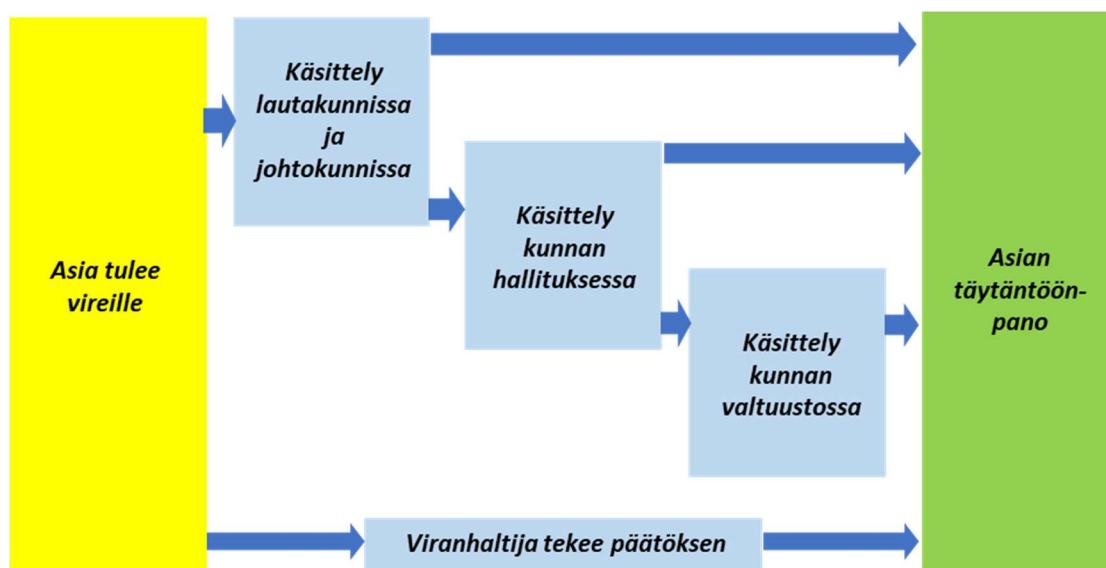 Asia tulee
vireille
Käsittely
lautakunnissa
ja
johtokunnissa
Käsittely
kunnan
hallituksessa
Käsittely
kunnan
valtuustossa
Viranhaltija tekee päätöksen
Asian
täytäntöön-
pano